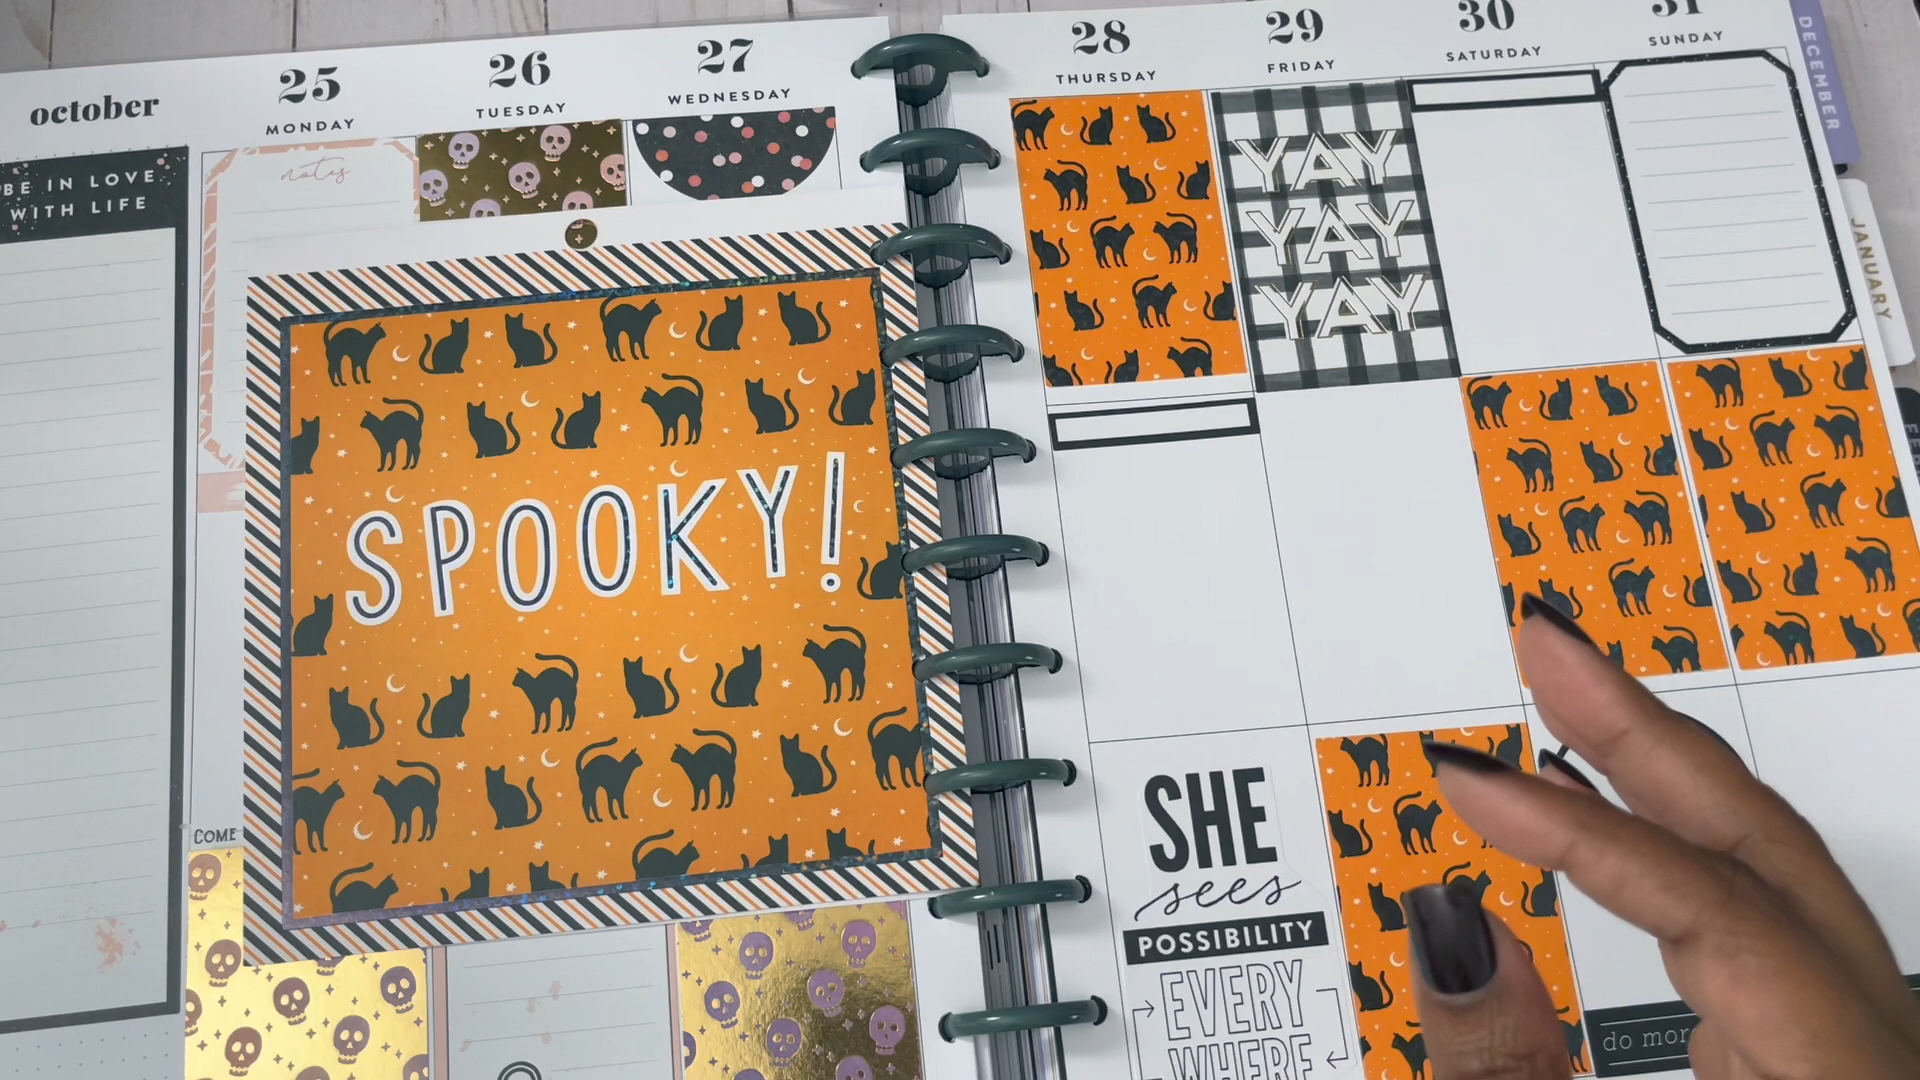 october
25
MONDAY
26
TUESDAY
27
WEDNESDAY
28
THURSDAY
29
FRIDAY
30
SATURDAY
31
SUNDAY
DECEMBER
JANUARY
BE IN LOVE
WITH LIFE
notes
YAY
YAY
YAY
SPOOKY!
COME
SHE
sees
POSSIBILITY
EVERY
WHERE
do mor